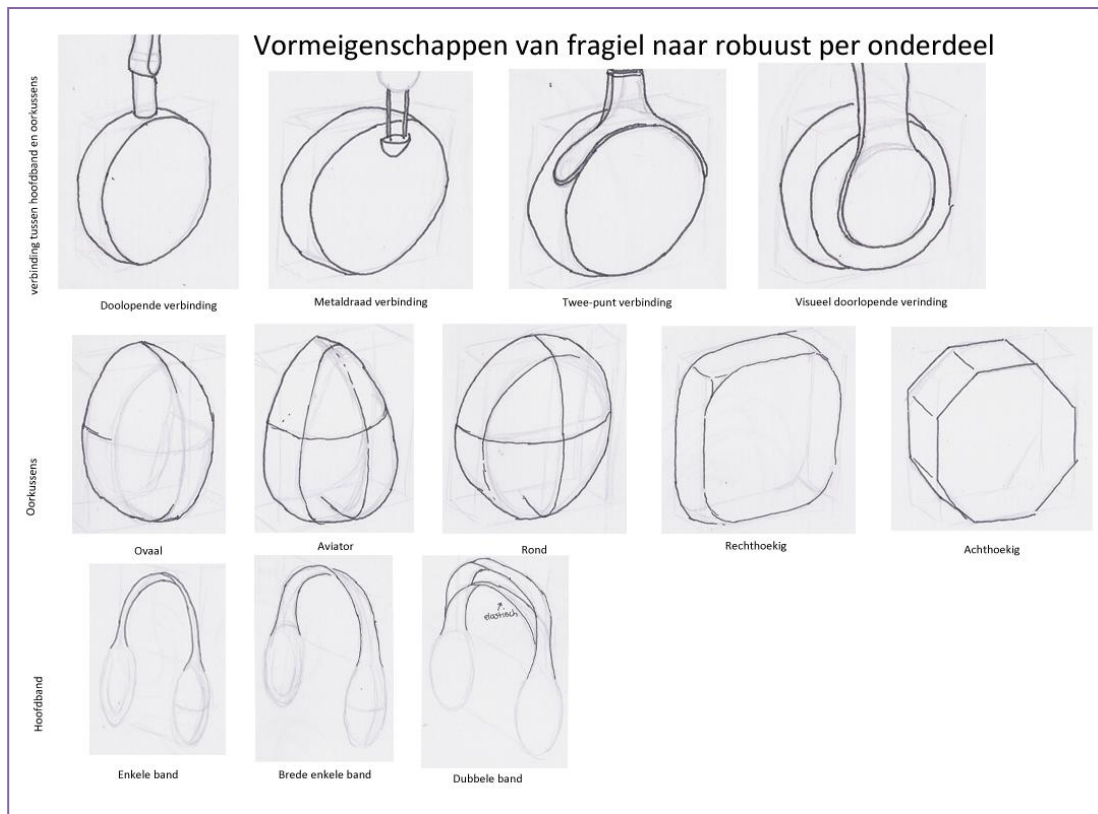 Vormeigenschappen van fragiel naar robuust per onderdeel
verbinding tussen hoofdband en oorkussens
Doolopende verbinding
Metaldraad verbinding
Twee-punt verbinding
Visueel doorlopende verinding
Oorkussens
Ovaal
Aviator
Rond
Rechthoekig
Achthoekig
Hoofdband
elastisch
Enkele band
Brede enkele band
Dubbele band